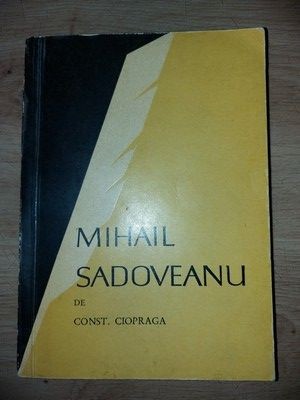 MIHAIL
SADOVEANU
DE
CONST. CIOPRAGA